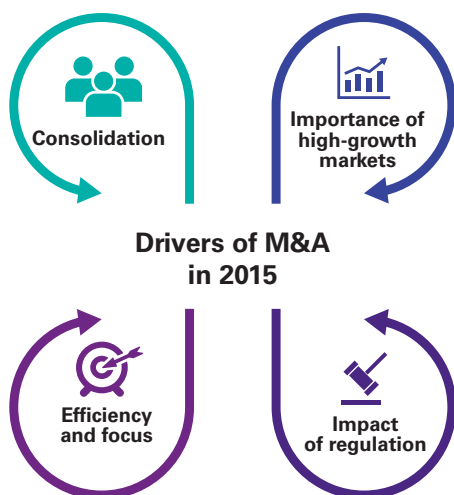 Consolidation
Importance of
high-growth
markets
Drivers of M&A
in 2015
Efficiency
and focus
Impact
of regulation